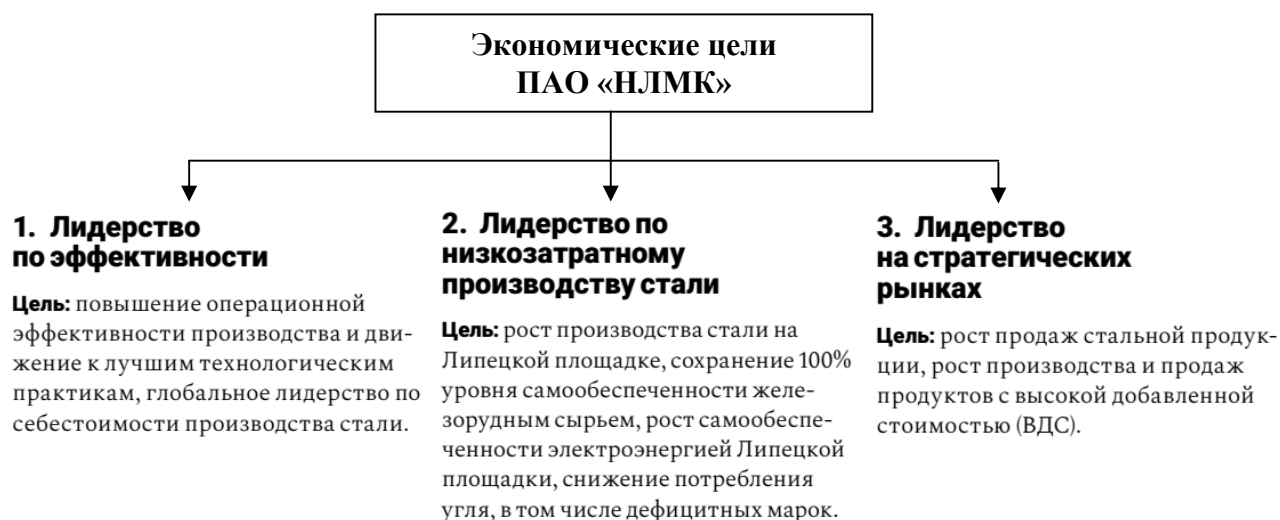 Экономические цели
ПАО «НЛМК»
1. Лидерство
по эффективности
Цель: повышение операционной
эффективности производства и дви-
жение к лучшим технологическим
практикам, глобальное лидерство по
себестоимости производства стали.
2. Лидерство по
низкозатратному
производству стали
Цель: рост производства стали на
Липецкой площадке, сохранение 100%
уровня самообеспеченности желе-
зорудным сырьем, рост самообеспе-
ченности электроэнергией Липецкой
площадки, снижение потребления
угля, в том числе дефицитных марок.
3. Лидерство
на стратегических
рынках
Цель: рост продаж стальной продук-
ции, рост производства и продаж
продуктов с высокой добавленной
стоимостью (ВДС).